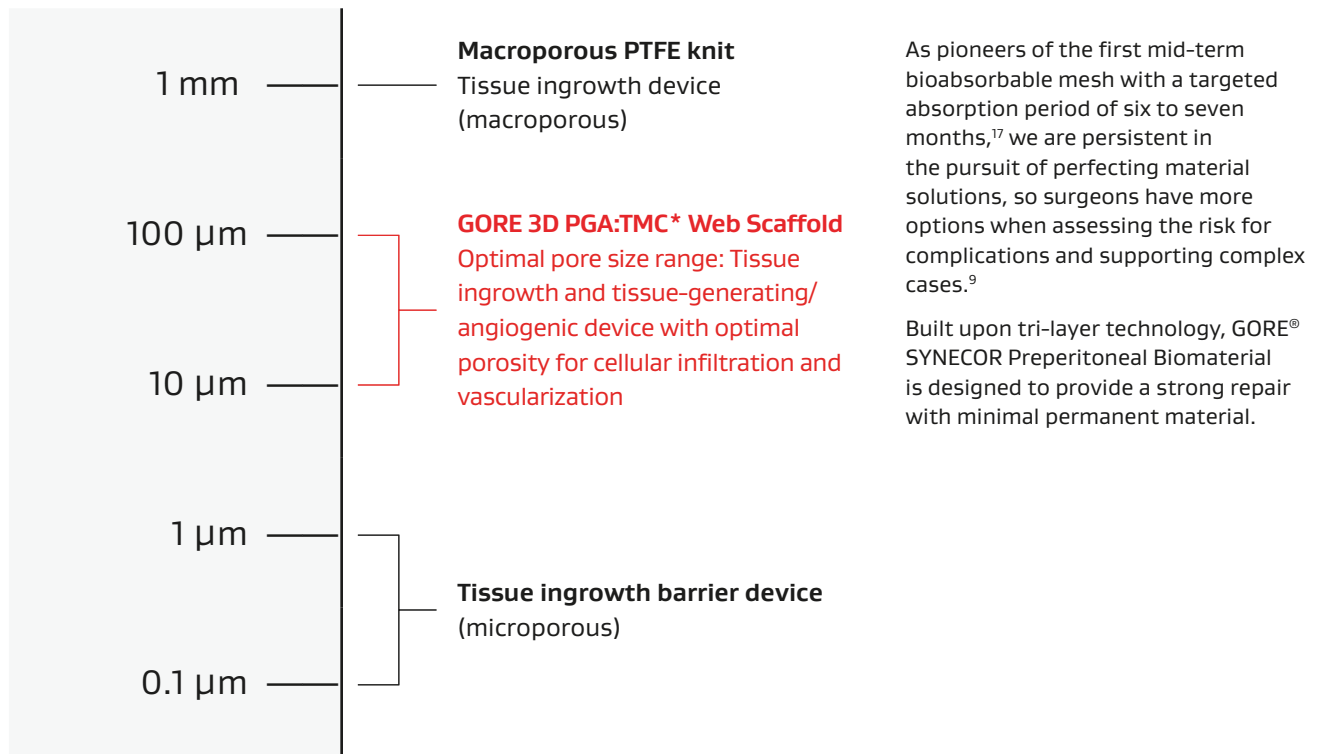 1 mm
Macroporous PTFE knit
Tissue ingrowth device
(macroporous)
100 µm
GORE 3D PGA:TMC* Web Scaffold
Optimal pore size range: Tissue
ingrowth and tissue-generating/
angiogenic device with optimal
porosity for cellular infiltration and
vascularization
10 µm
1 µm
Tissue ingrowth barrier device
(microporous)
0.1 µm
As pioneers of the first mid-term
bioabsorbable mesh with a targeted
absorption period of six to seven
months,¹⁷ we are persistent in
the pursuit of perfecting material
solutions, so surgeons have more
options when assessing the risk for
complications and supporting complex
cases.⁹
Built upon tri-layer technology, GORE®
SYNECOR Preperitoneal Biomaterial
is designed to provide a strong repair
with minimal permanent material.